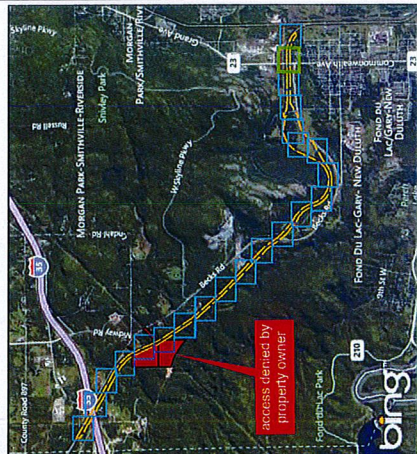 Skyline Pkwy
MORGAN
PARK/SMITHVILLE/RIVE
Grand Ave
23
Commonwealth Ave
23
Snively Park
MORGAN PARK-SMITHVILLE-RIVERSIDE
Russell Rd
W Skyline Pkwy
FOND DU
LAC/GARY-NEW
DULUTH
FOND DU LAC-GARY- NEW DULUTH
Becks Rd
Becks Rd
Midway Rd
35
35
County Road 897
access denied by
property owner
210
Fond du Lac Park
bing